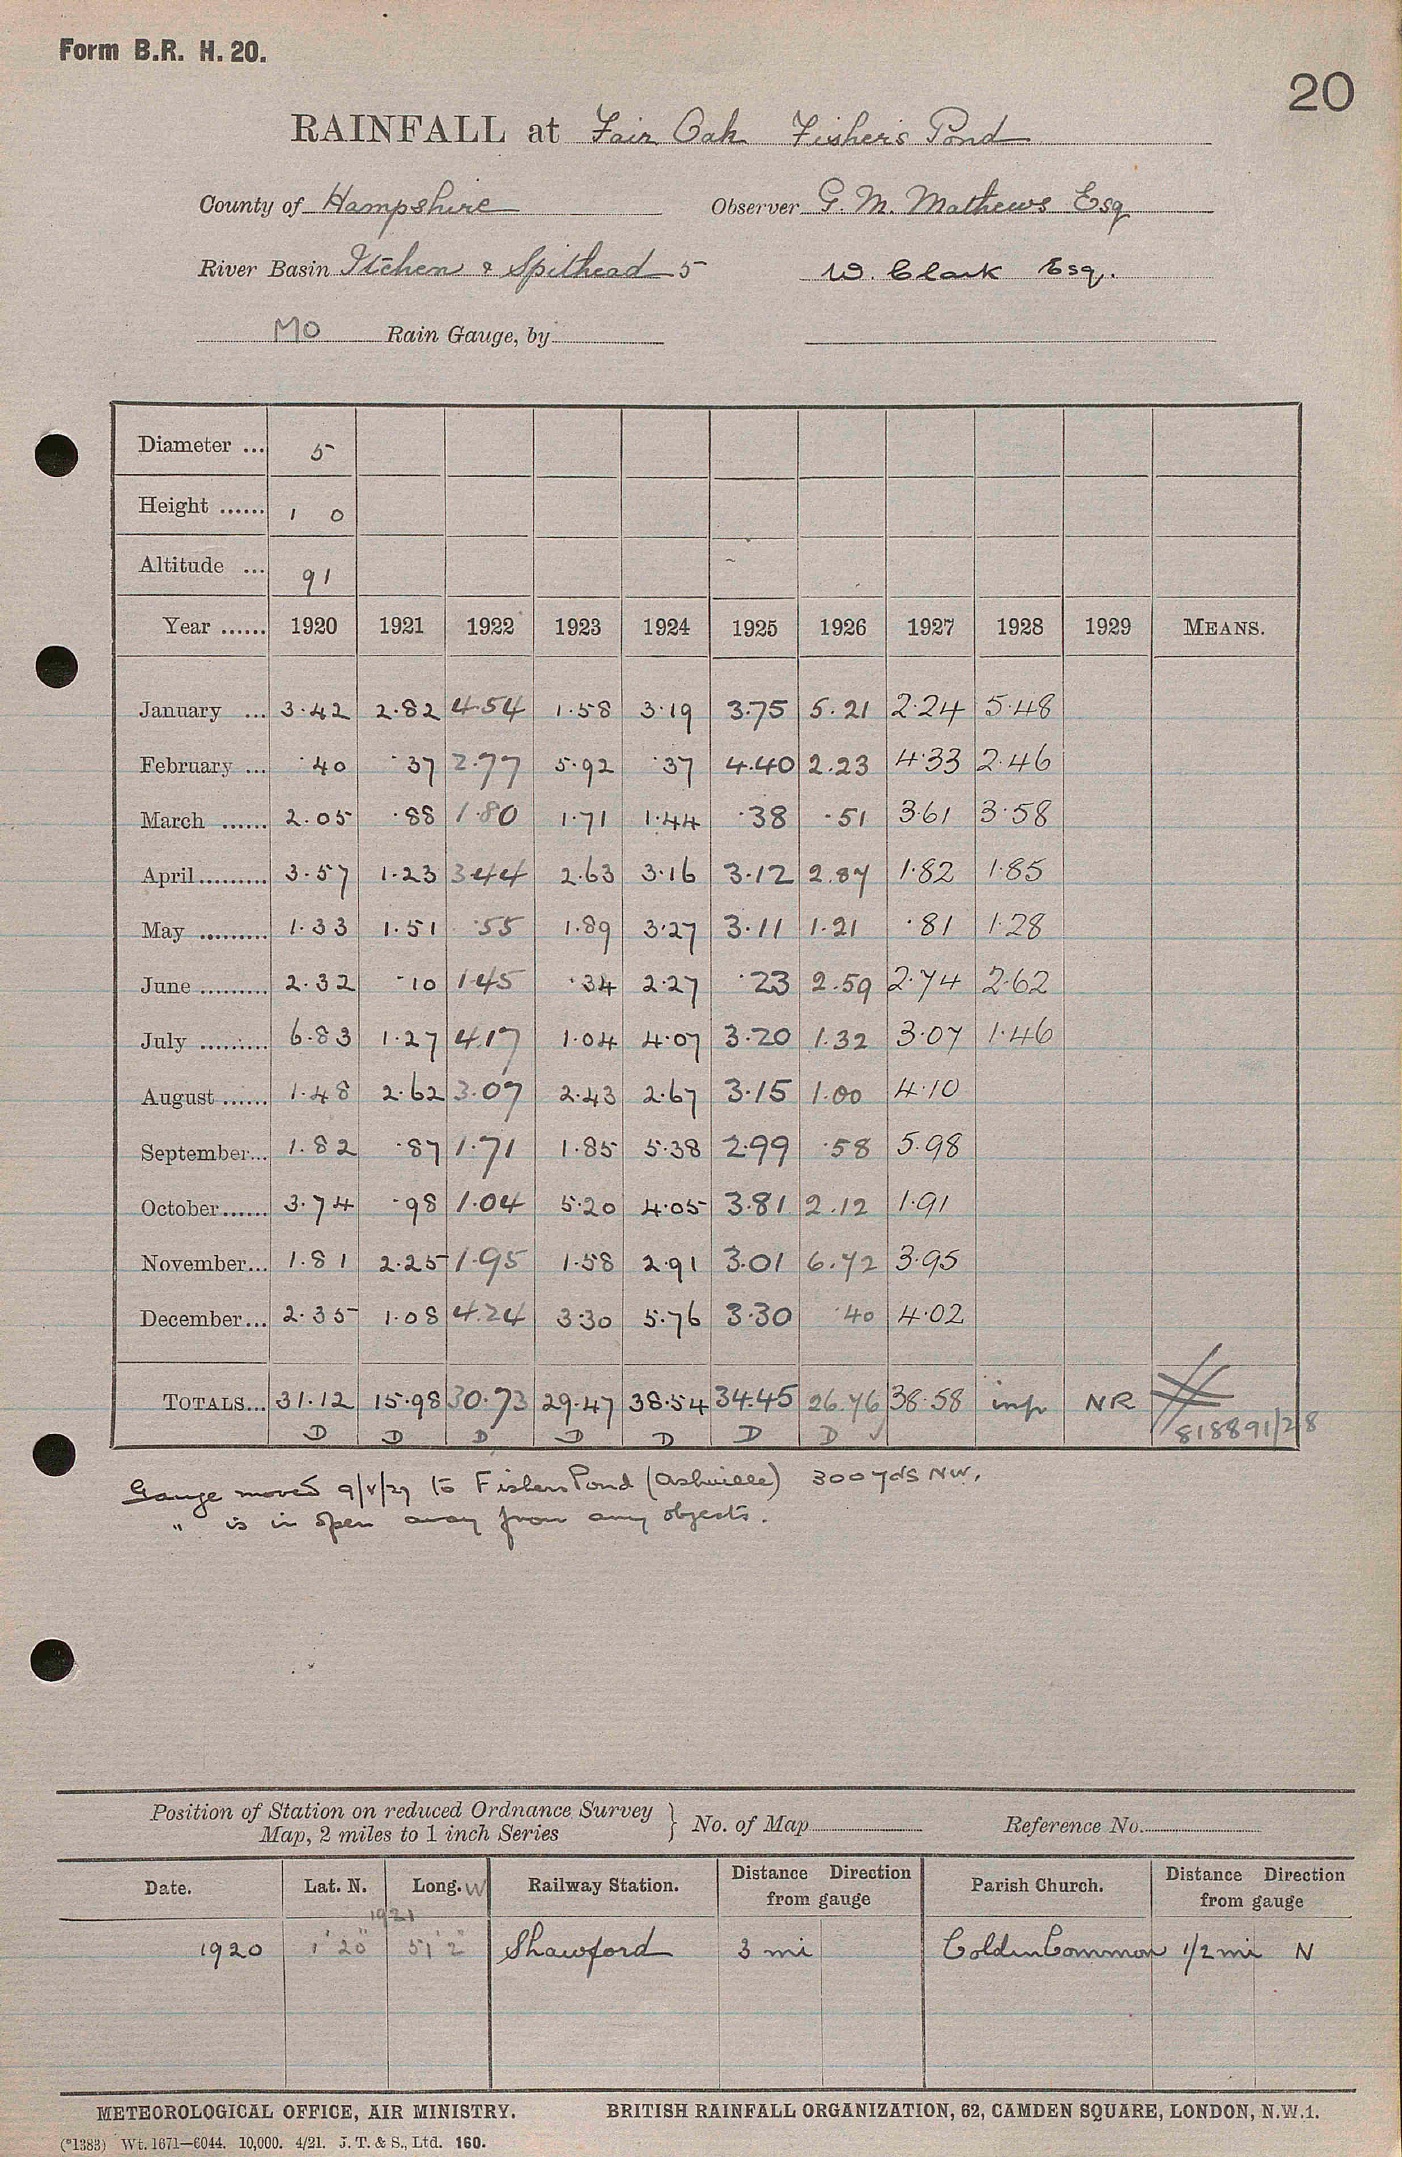 Form B.R. H. 20.
20
RAINFALL at Fair Oak Fisher's Pond
County of Hampshire Observer G. M. Mathews Esq
River Basin Itchen & Spithead 5 W. Clark Esq.
MO Rain Gauge, by
Diameter ... 5
Height ...... 1 0
Altitude ... 91
Year ...... 1920 1921 1922 1923 1924 1925 1926 1927 1928 1929 MEANS.
January ... 3.42 2.82 4.54 1.58 3.19 3.75 5.21 2.24 5.48
February ... .40 .37 2.77 5.92 .37 4.40 2.23 4.33 2.46
March ...... 2.05 .88 1.80 1.71 1.44 .38 .51 3.61 3.58
April ......... 3.57 1.23 3.44 2.63 3.16 3.12 2.87 1.82 1.85
May ......... 1.33 1.51 .55 1.89 3.27 3.11 1.21 .81 1.28
June ......... 2.32 .10 1.45 .34 2.27 .23 2.59 2.74 2.62
July ......... 6.83 1.27 4.17 1.04 4.07 3.20 1.32 3.07 1.46
August ...... 1.48 2.62 3.07 2.43 2.67 3.15 1.00 4.10
September... 1.82 .87 1.71 1.85 5.38 2.99 .58 5.98
October...... 3.74 .98 1.04 5.20 4.05 3.81 2.12 1.91
November... 1.81 2.25 1.95 1.58 2.91 3.01 6.72 3.95
December... 2.35 1.08 4.24 3.30 5.76 3.30 .40 4.02
TOTALS... 31.12 15.98 30.73 29.47 38.54 34.45 26.76 38.58 inp NR
D D D D D D D ✓ 818891/28
Gauge moved 9/V/27 to Fishers Pond (Ashville) 300 yds NW.
" is in open away from any objects.
Position of Station on reduced Ordnance Survey
Map, 2 miles to 1 inch Series } No. of Map Reference No.
Date. Lat. N. Long. W Railway Station. Distance Direction from gauge Parish Church. Distance Direction from gauge
1921
1920 1° 20' 51' 2" Shawford 3 mi Colden Common 1/2 mi N
METEOROLOGICAL OFFICE, AIR MINISTRY. BRITISH RAINFALL ORGANIZATION, 62, CAMDEN SQUARE, LONDON, N.W.1.
(*1383) Wt. 1671—6044. 10,000. 4/21. J. T. & S., Ltd. 160.